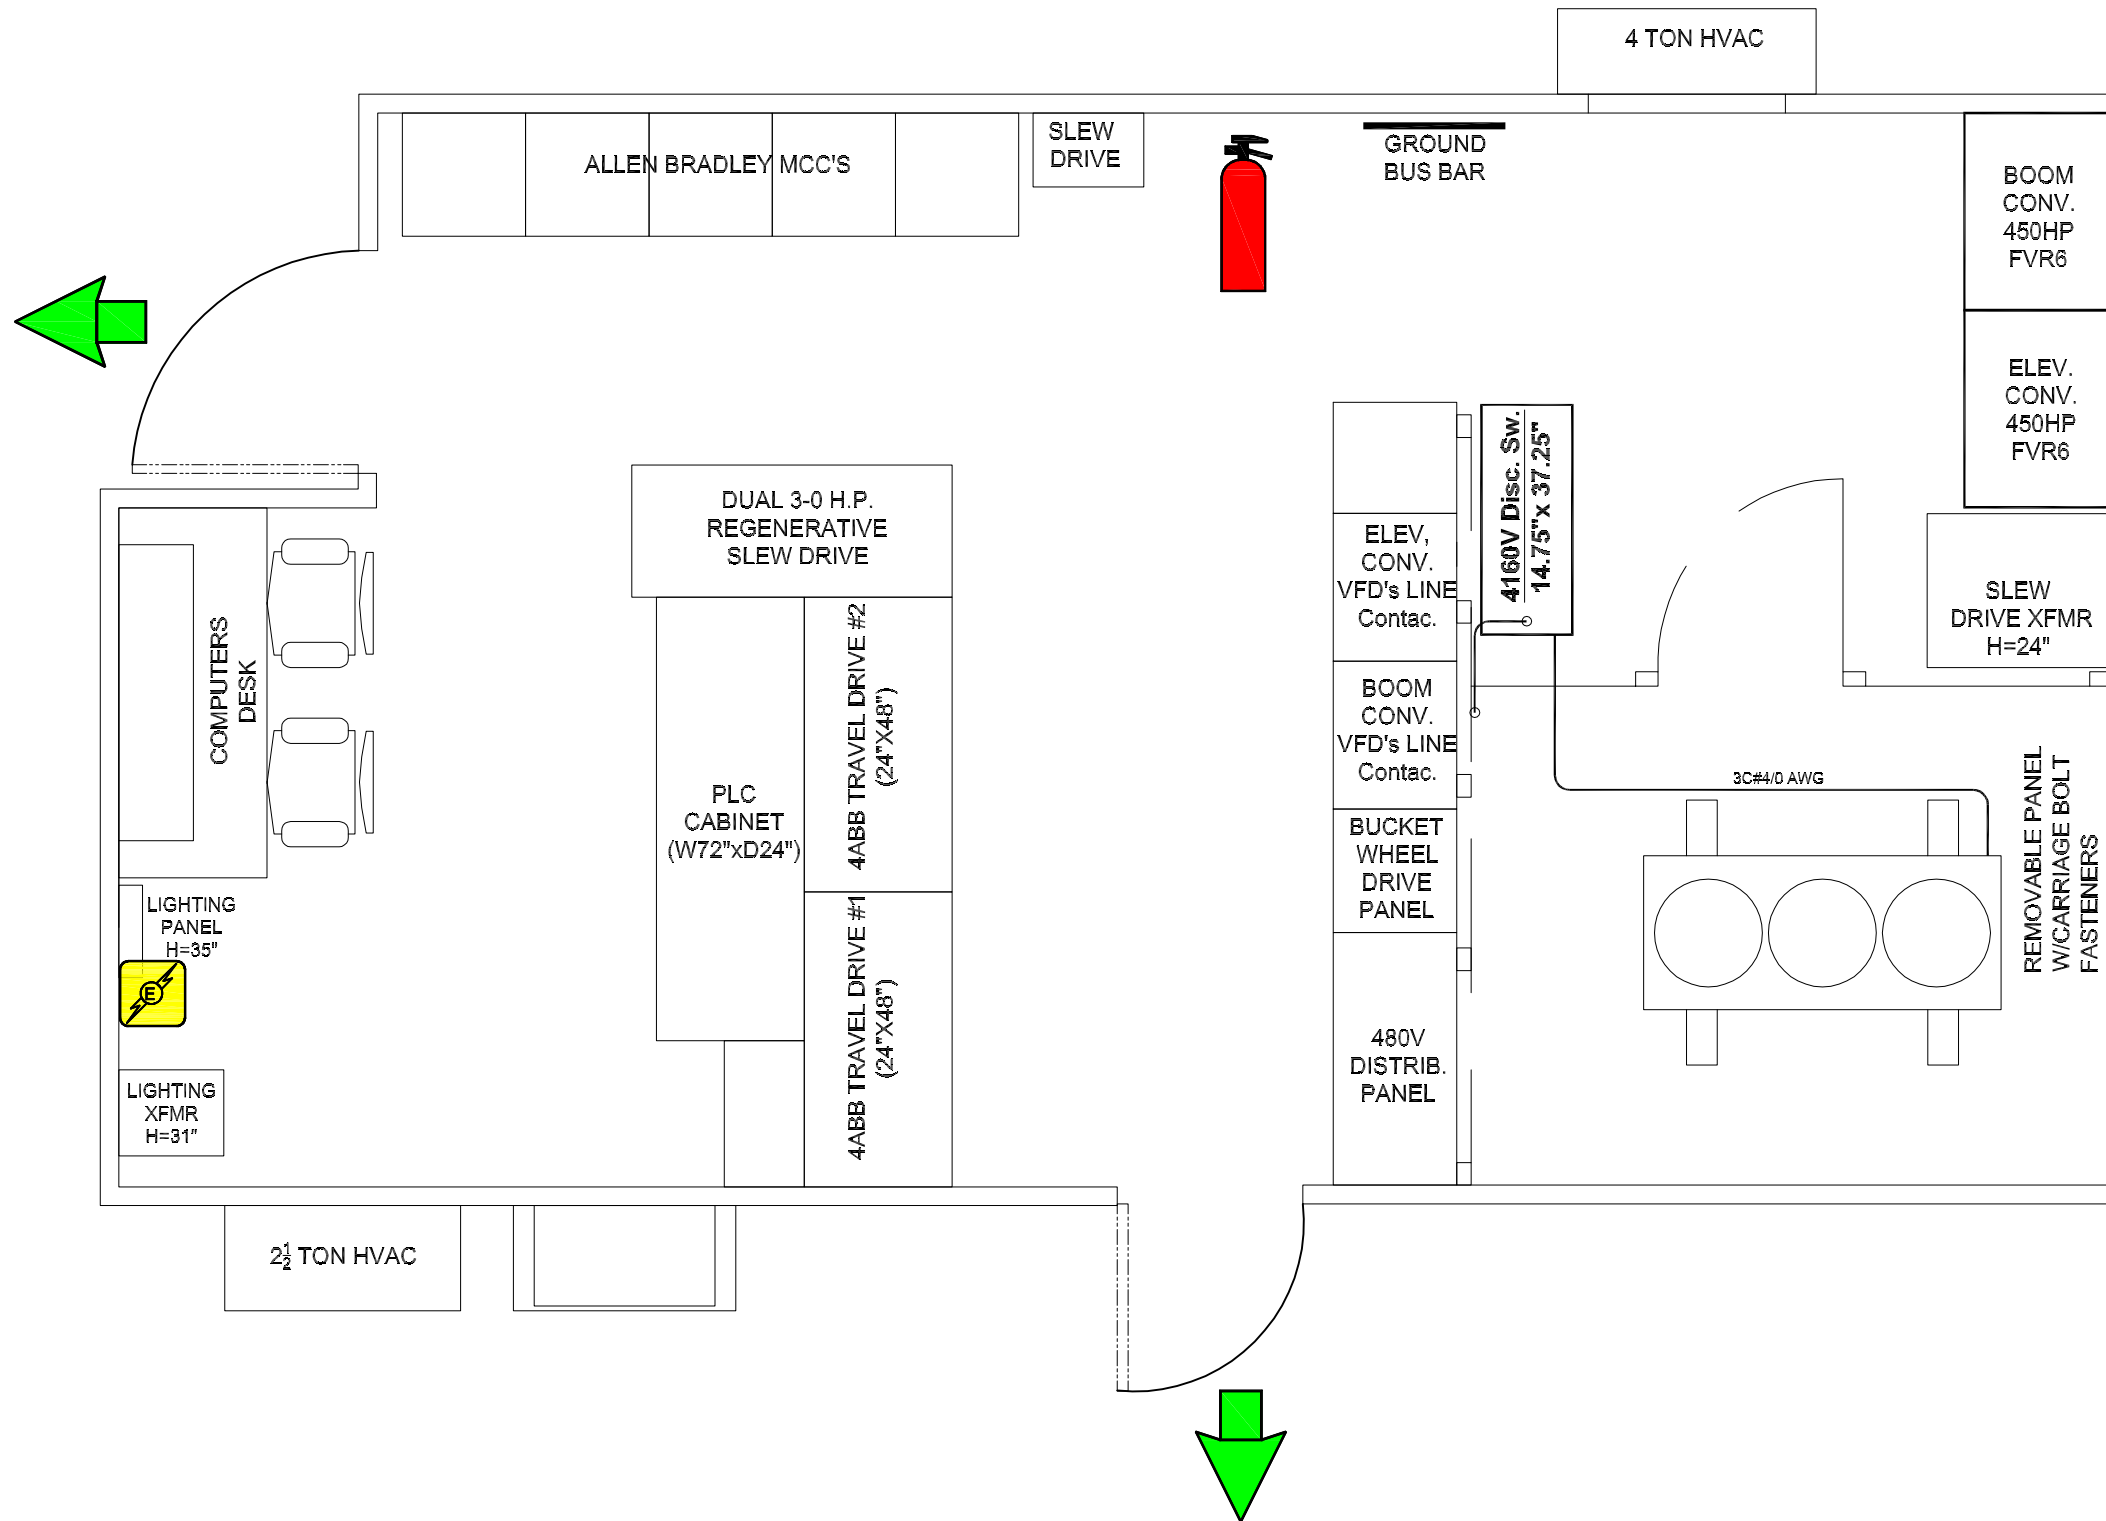 4 TON HVAC
ALLEN BRADLEY MCC'S
SLEW
DRIVE
GROUND
BUS BAR
BOOM
CONV.
450HP
FVR6
ELEV.
CONV.
450HP
FVR6
4160V Disc. Sw.
14.75"x 37.25"
DUAL 3-0 H.P.
REGENERATIVE
SLEW DRIVE
ELEV,
CONV.
VFD's LINE
Contac.
SLEW
DRIVE XFMR
H=24"
COMPUTERS
DESK
4ABB TRAVEL DRIVE #2
(24"X48")
BOOM
CONV.
VFD's LINE
Contac.
PLC
CABINET
(W72"xD24")
3C#4/0 AWG
REMOVABLE PANEL
W/CARRIAGE BOLT
FASTENERS
BUCKET
WHEEL
DRIVE
PANEL
LIGHTING
PANEL
H=35"
E
4ABB TRAVEL DRIVE #1
(24"X48")
480V
DISTRIB.
PANEL
LIGHTING
XFMR
H=31"
2½ TON HVAC